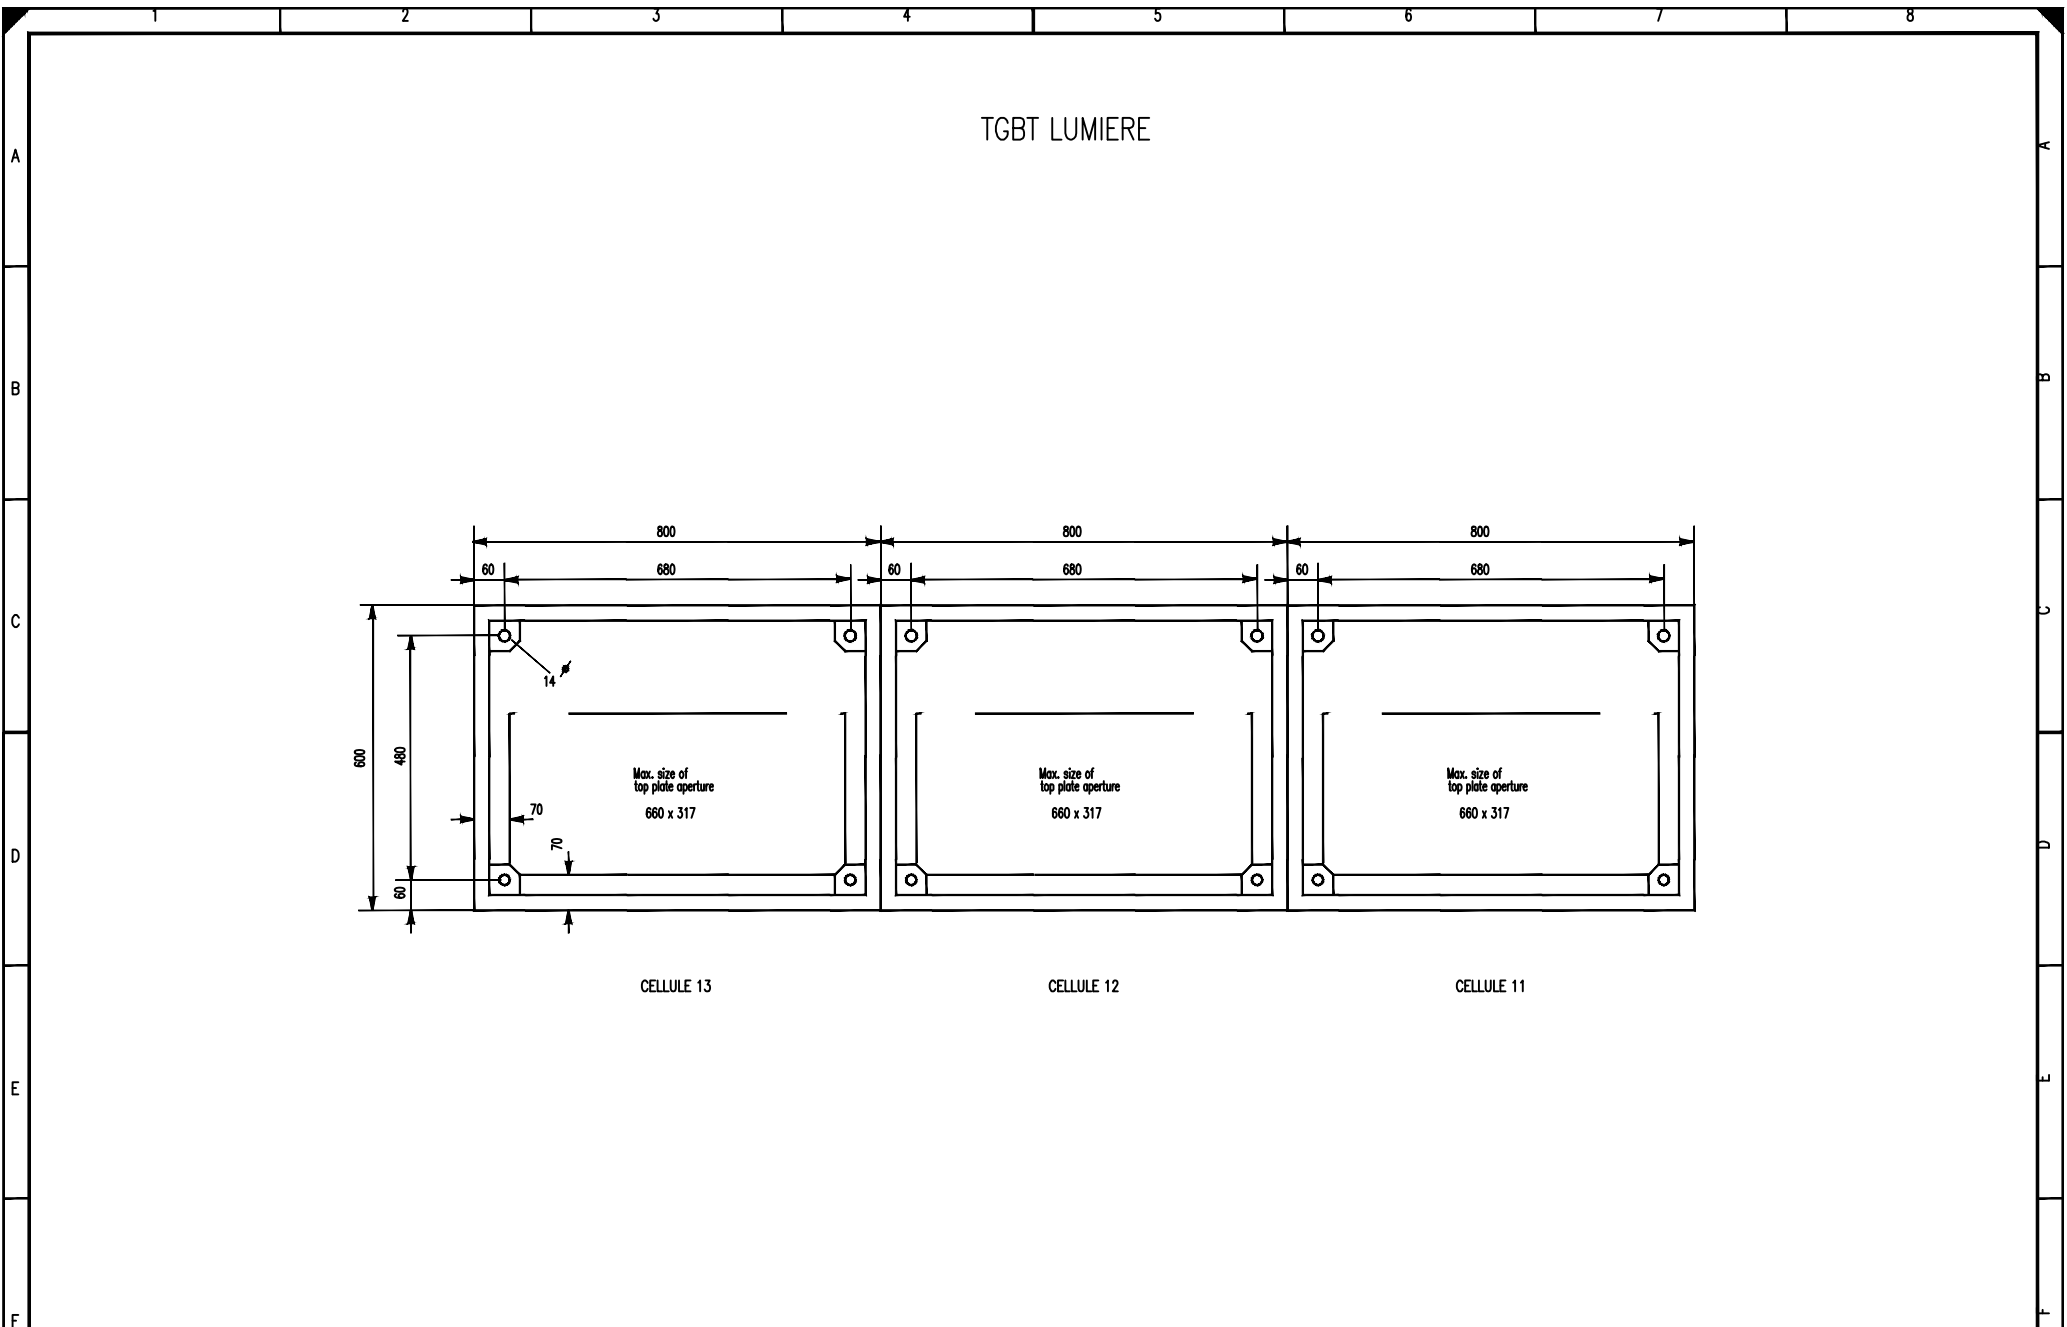 1 2 3 4 5 6 7 8
TGBT LUMIERE
A A
B B
800 800 800
60 680 60 680 60 680
C C
14 ø
600
480
Max. size of
top plate aperture
660 x 317
Max. size of
top plate aperture
660 x 317
Max. size of
top plate aperture
660 x 317
70
70
D D
60
CELLULE 13 CELLULE 12 CELLULE 11
E E
F F